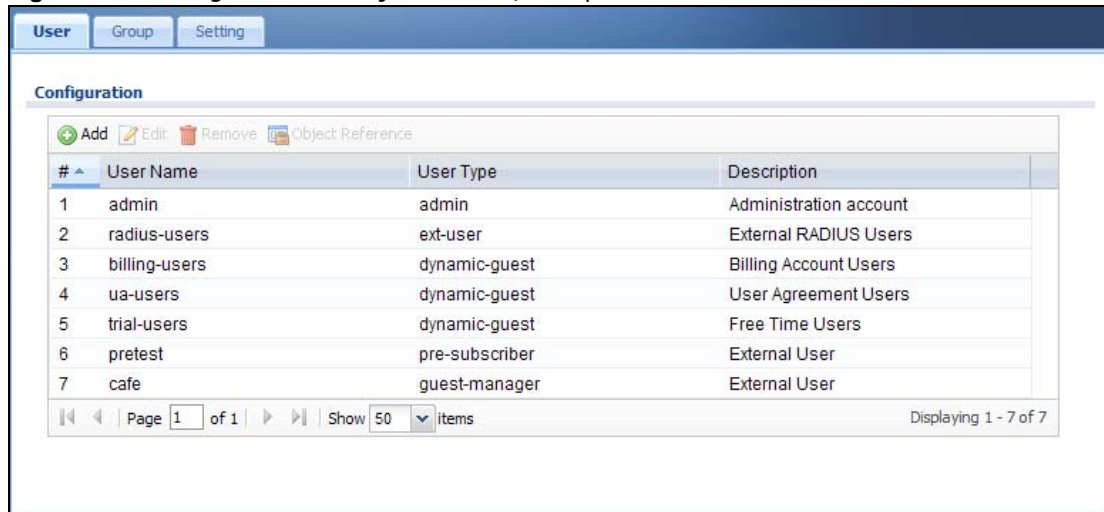 User Group Setting
Configuration
Add Edit Remove Object Reference
# User Name User Type Description
1 admin admin Administration account
2 radius-users ext-user External RADIUS Users
3 billing-users dynamic-guest Billing Account Users
4 ua-users dynamic-guest User Agreement Users
5 trial-users dynamic-guest Free Time Users
6 pretest pre-subscriber External User
7 cafe guest-manager External User
Page 1 of 1 Show 50 items Displaying 1 - 7 of 7